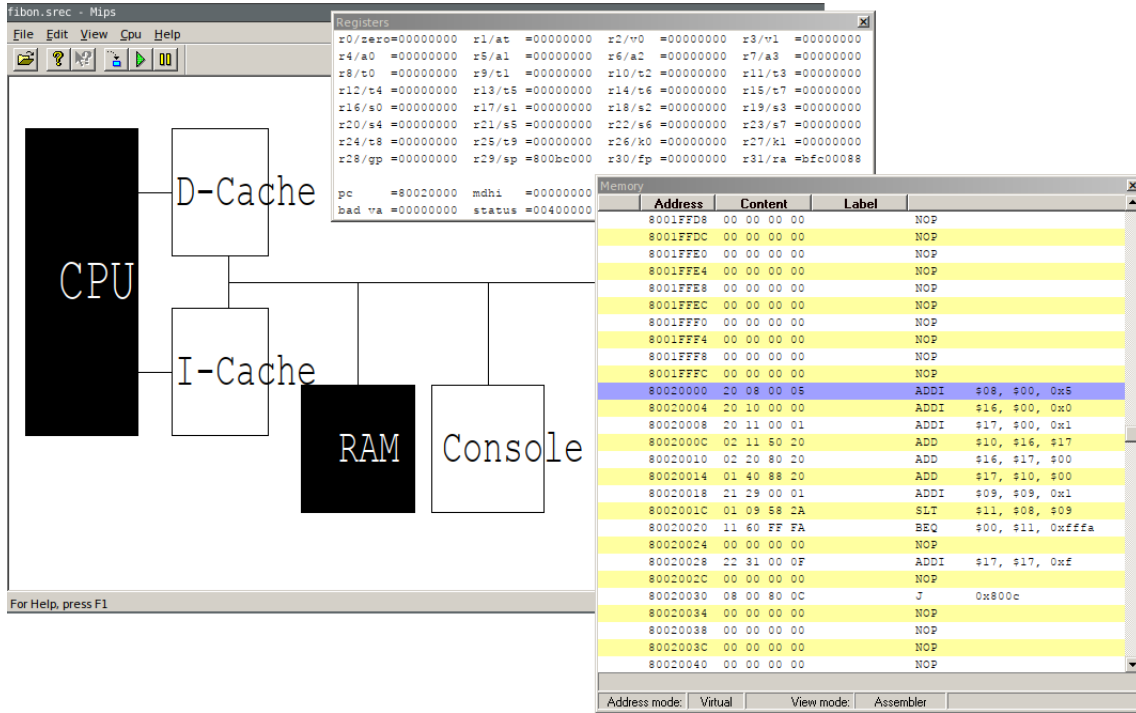 fibon.srec - Mips
File Edit View Cpu Help
Registers
r0/zero=00000000 r1/at =00000000 r2/v0 =00000000 r3/v1 =00000000
r4/a0 =00000000 r5/a1 =00000000 r6/a2 =00000000 r7/a3 =00000000
r8/t0 =00000000 r9/t1 =00000000 r10/t2 =00000000 r11/t3 =00000000
r12/t4 =00000000 r13/t5 =00000000 r14/t6 =00000000 r15/t7 =00000000
r16/s0 =00000000 r17/s1 =00000000 r18/s2 =00000000 r19/s3 =00000000
r20/s4 =00000000 r21/s5 =00000000 r22/s6 =00000000 r23/s7 =00000000
r24/t8 =00000000 r25/t9 =00000000 r26/k0 =00000000 r27/k1 =00000000
r28/gp =00000000 r29/sp =800bc000 r30/fp =00000000 r31/ra =bfc00088
pc =80020000 mdhi =00000000
bad va =00000000 status =00400000
D-Cache
CPU
I-Cache
RAM
Console
For Help, press F1
Memory
Address Content Label
8001FFD8 00 00 00 00 NOP
8001FFDC 00 00 00 00 NOP
8001FFE0 00 00 00 00 NOP
8001FFE4 00 00 00 00 NOP
8001FFE8 00 00 00 00 NOP
8001FFEC 00 00 00 00 NOP
8001FFF0 00 00 00 00 NOP
8001FFF4 00 00 00 00 NOP
8001FFF8 00 00 00 00 NOP
8001FFFC 00 00 00 00 NOP
80020000 20 08 00 05 ADDI $08, $00, 0x5
80020004 20 10 00 00 ADDI $16, $00, 0x0
80020008 20 11 00 01 ADDI $17, $00, 0x1
8002000C 02 11 50 20 ADD $10, $16, $17
80020010 02 20 80 20 ADD $16, $17, $00
80020014 01 40 88 20 ADD $17, $10, $00
80020018 21 29 00 01 ADDI $09, $09, 0x1
8002001C 01 09 58 2A SLT $11, $08, $09
80020020 11 60 FF FA BEQ $00, $11, 0xfffa
80020024 00 00 00 00 NOP
80020028 22 31 00 0F ADDI $17, $17, 0xf
8002002C 00 00 00 00 NOP
80020030 08 00 80 0C J 0x800c
80020034 00 00 00 00 NOP
80020038 00 00 00 00 NOP
8002003C 00 00 00 00 NOP
80020040 00 00 00 00 NOP
Address mode: Virtual View mode: Assembler